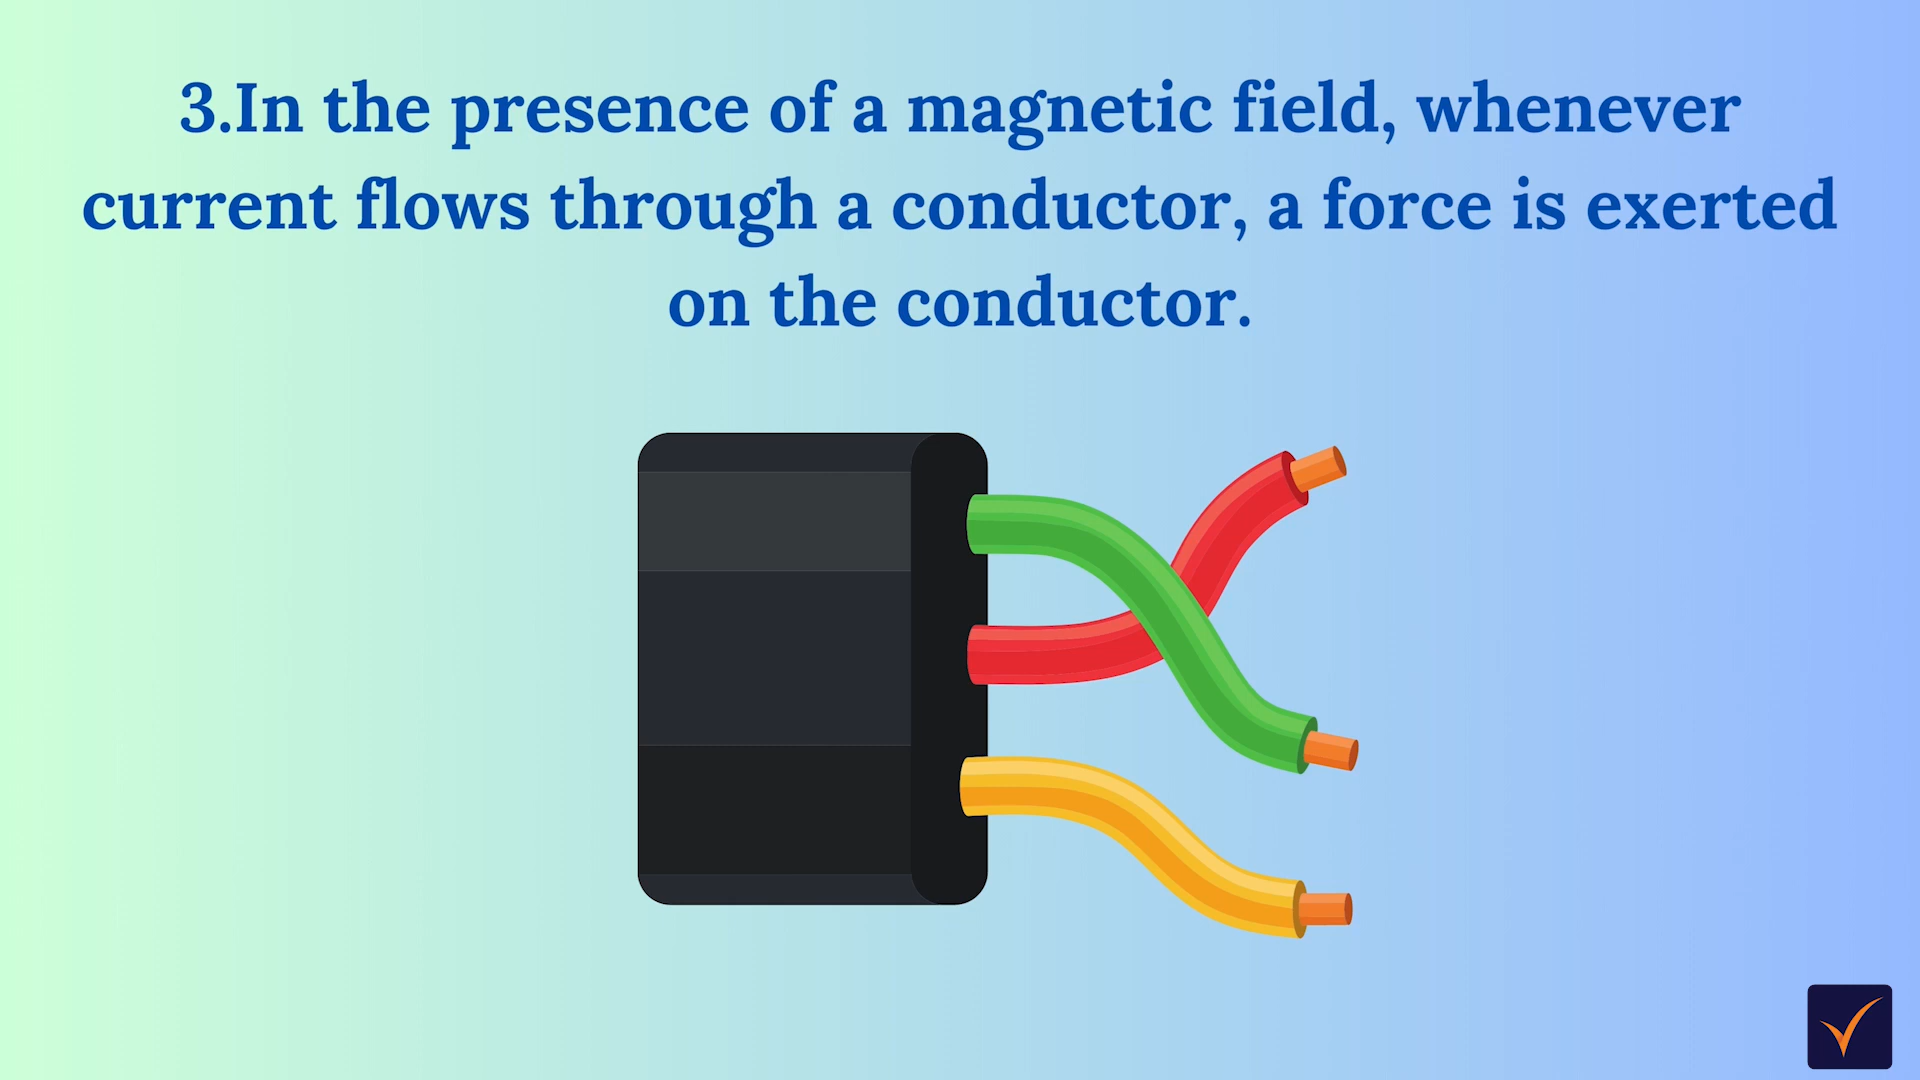 3.In the presence of a magnetic field, whenever
current flows through a conductor, a force is exerted
on the conductor.